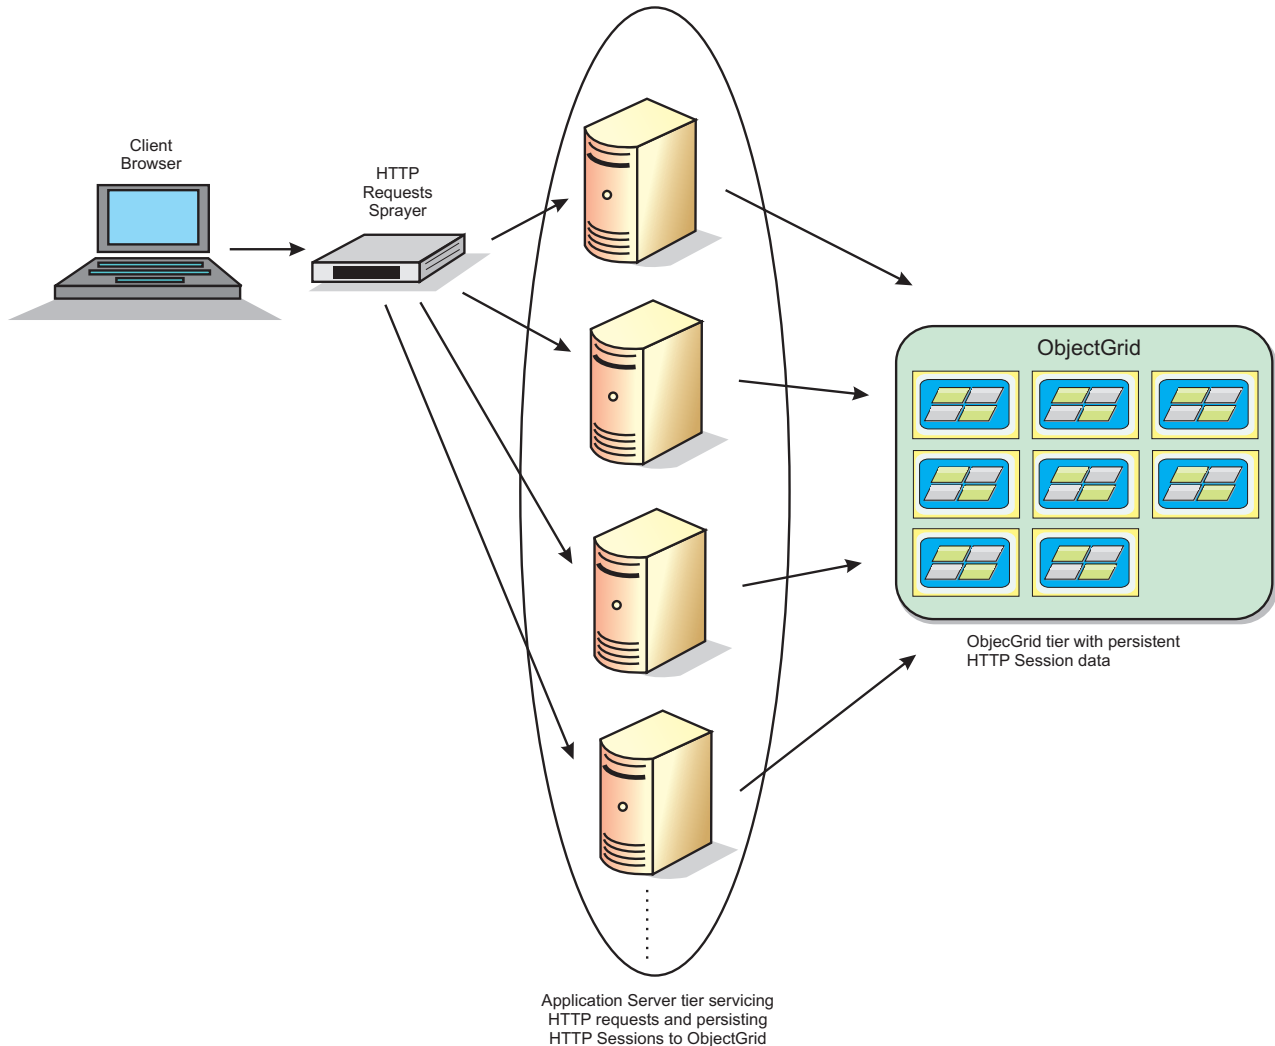 Client
Browser
HTTP
Requests
Sprayer
ObjectGrid
ObjecGrid tier with persistent
HTTP Session data
Application Server tier servicing
HTTP requests and persisting
HTTP Sessions to ObjectGrid